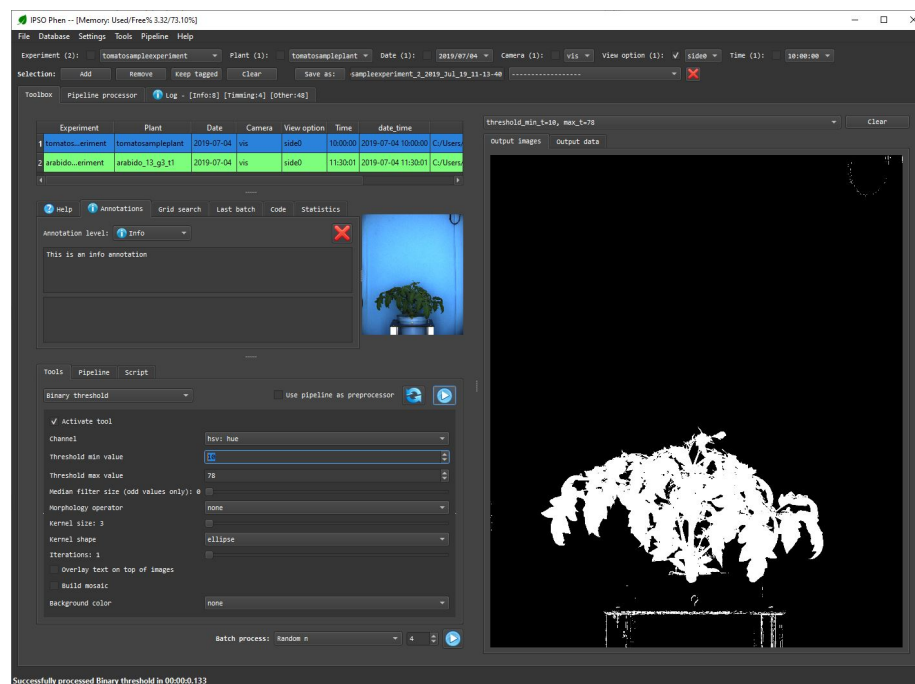 IPSO Phen -- [Memory: Used/Free% 3.32/73.10%]
File Database Settings Tools Pipeline Help
Experiment (2): tomatosampleexperiment Plant (1): tomatosampleplant Date (1): 2019/07/04 Camera (1): vis View option (1): side0 Time (1): 10:00:00
Selection: Add Remove Keep tagged Clear Save as: -sampleexperiment_2_2019_Jul_19_11-13-40 ------------------
Toolbox Pipeline processor Log - [Info:8] [Timming:4] [Other:48]
threshold_min_t=10, max_t=78 Clear
Experiment Plant Date Camera View option Time date_time
1 tomatos...eriment tomatosampleplant 2019-07-04 vis side0 10:00:00 2019-07-04 10:00:00 C:/Users/
2 arabido...eriment arabido_13_g3_t1 2019-07-04 vis side0 11:30:01 2019-07-04 11:30:01 C:/Users/
Output images Output data
Help Annotations Grid search Last batch Code Statistics
Annotation level: Info
This is an info annotation
Tools Pipeline Script
Binary threshold Use pipeline as preprocessor
Activate tool
Channel hsv: hue
Threshold min value
Threshold max value 78
Median filter size (odd values only): 0
Morphology operator none
Kernel size: 3
Kernel shape ellipse
Iterations: 1
Overlay text on top of images
Build mosaic
Background color none
Batch process: Random n 4
Successfully processed Binary threshold in 00:00:0.133